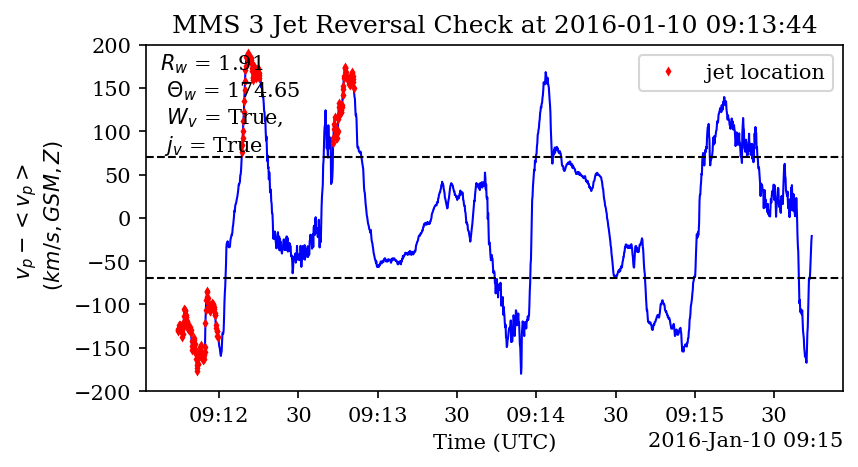 MMS 3 Jet Reversal Check at 2016-01-10 09:13:44
R_w = 1.91
Θ_w = 174.65
W_v = True,
j_v = True
jet location
v_p − < v_p >
(km/s, GSM, Z)
200
150
100
50
0
−50
−100
−150
−200
09:12 30 09:13 30 09:14 30 09:15 30
Time (UTC)
2016-Jan-10 09:15